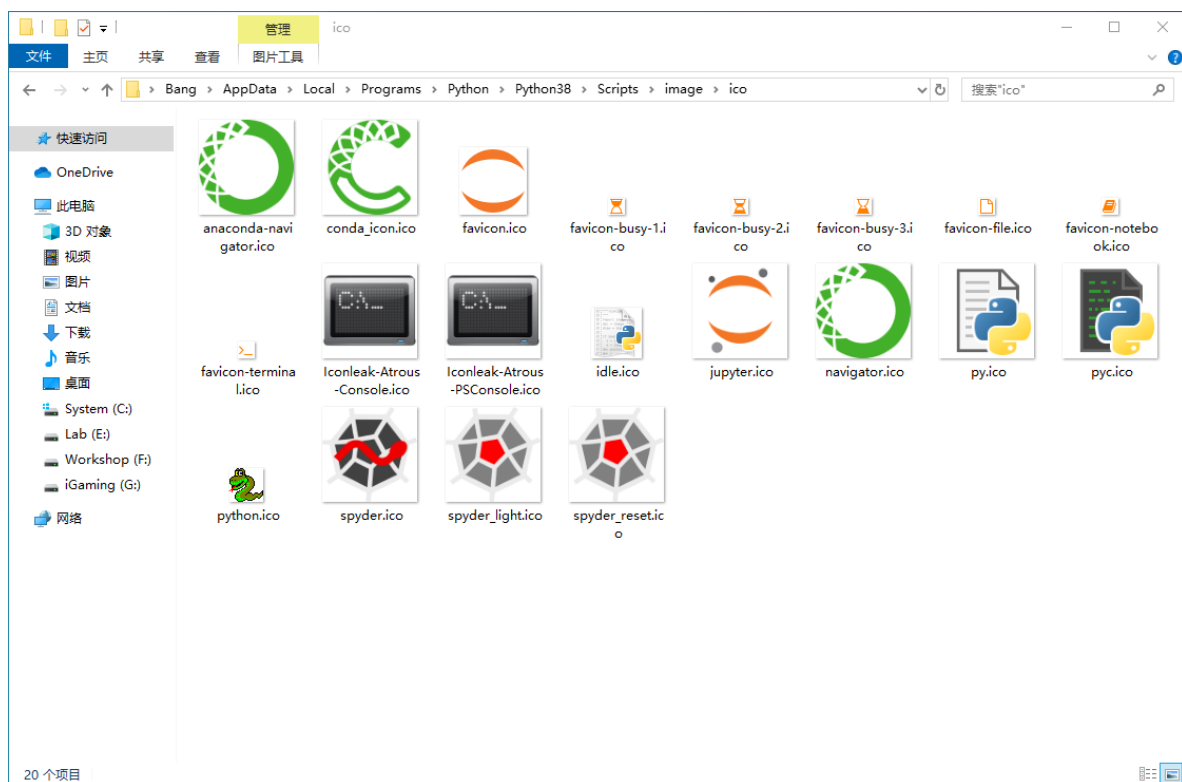 管理
ico
文件
主页
共享
查看
图片工具
Bang > AppData > Local > Programs > Python > Python38 > Scripts > image > ico
搜索"ico"
快速访问
OneDrive
此电脑
3D 对象
视频
图片
文档
下载
音乐
桌面
System (C:)
Lab (E:)
Workshop (F:)
iGaming (G:)
网络
anaconda-navi
gator.ico
conda_icon.ico
favicon.ico
favicon-busy-1.i
co
favicon-busy-2.i
co
favicon-busy-3.i
co
favicon-file.ico
favicon-notebo
ok.ico
favicon-termina
l.ico
C:\_
Iconleak-Atrous
-Console.ico
C:\_
Iconleak-Atrous
-PSConsole.ico
idle.ico
jupyter.ico
navigator.ico
py.ico
pyc.ico
python.ico
spyder.ico
spyder_light.ico
spyder_reset.ic
o
20 个项目